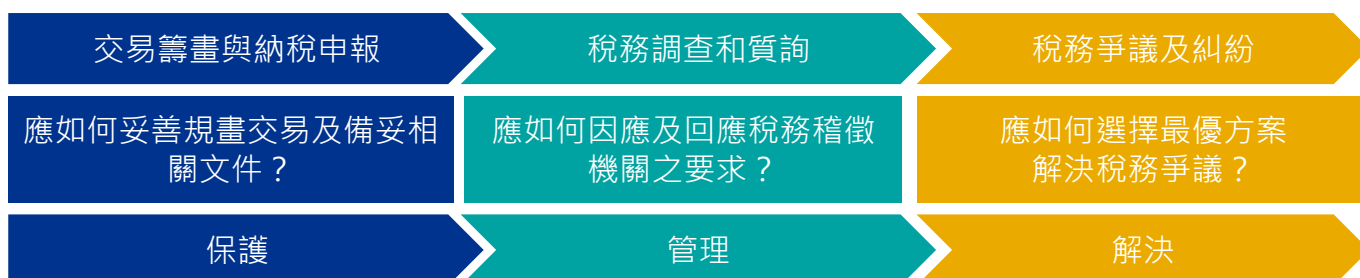 交易籌畫與納稅申報
稅務調查和質詢
稅務爭議及糾紛
應如何妥善規畫交易及備妥相
關文件？
應如何因應及回應稅務稽徵
機關之要求？
應如何選擇最優方案
解決稅務爭議？
保護
管理
解決